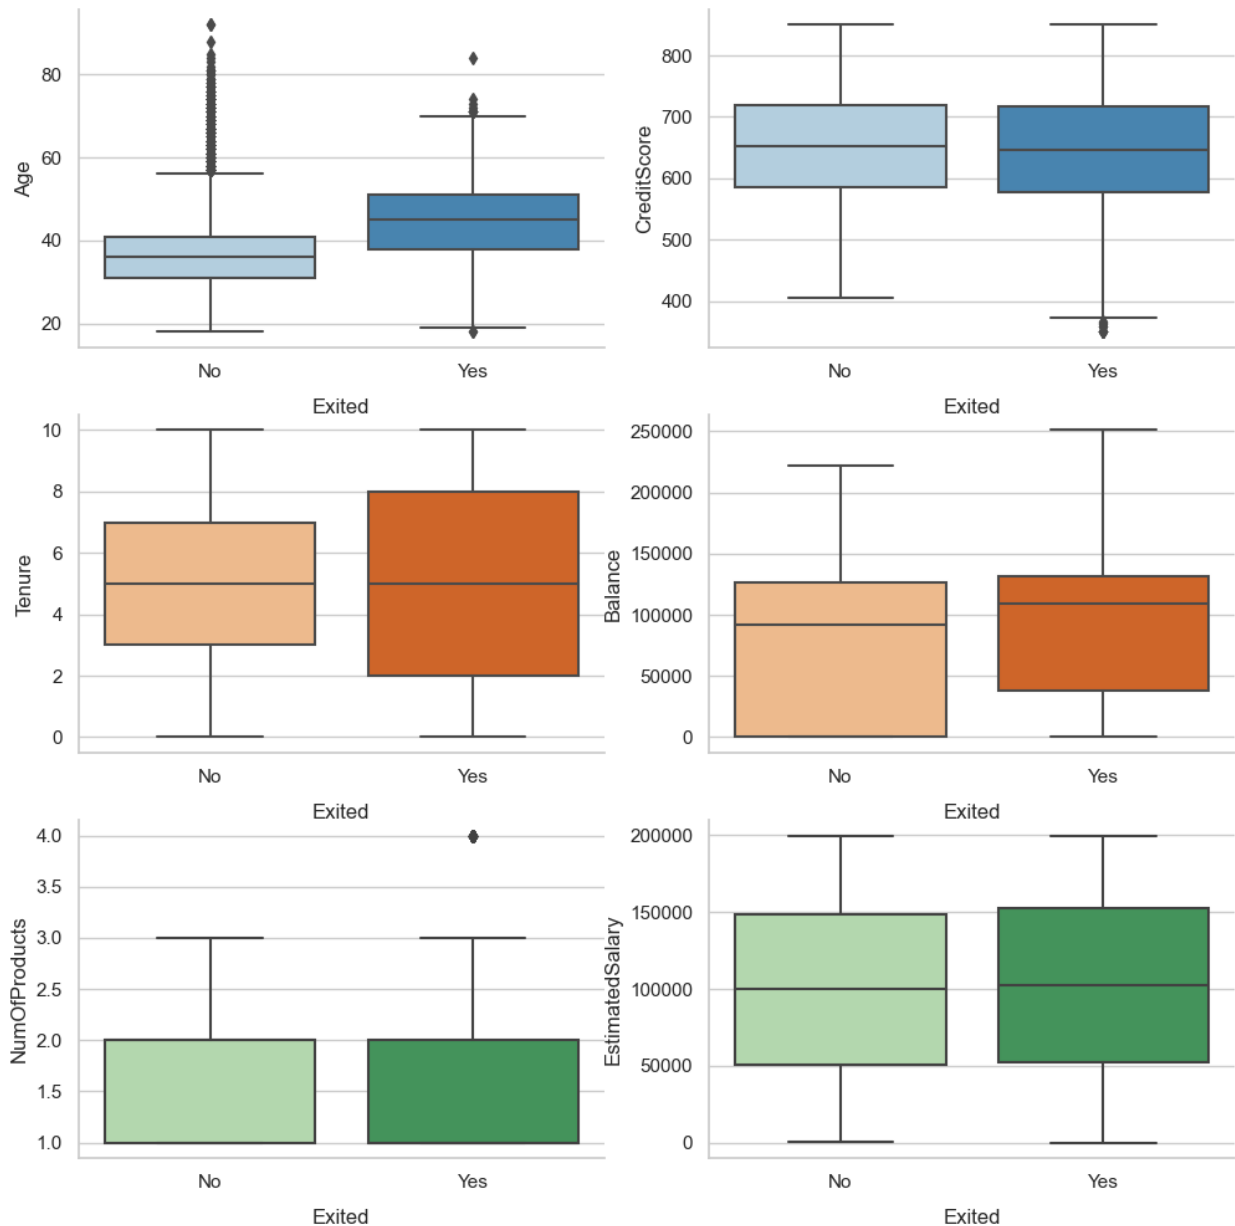 Age
80
60
40
20
No
Yes
Exited
CreditScore
800
700
600
500
400
No
Yes
Exited
Tenure
10
8
6
4
2
0
No
Yes
Exited
Balance
250000
200000
150000
100000
50000
0
No
Yes
Exited
NumOfProducts
4.0
3.5
3.0
2.5
2.0
1.5
1.0
No
Yes
Exited
EstimatedSalary
200000
150000
100000
50000
0
No
Yes
Exited